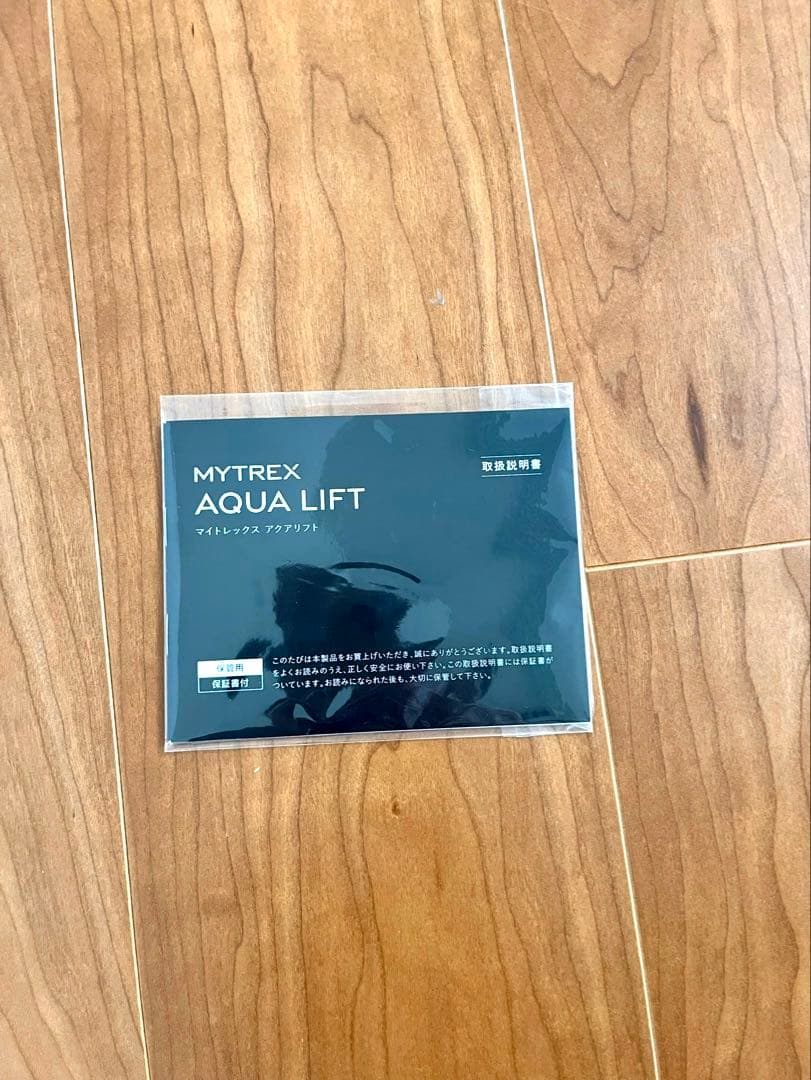 MYTREX
AQUA LIFT
マイトレックス アクアリフト
取扱説明書
保管用
保証書付
このたびは本製品をお買上げいただき、誠にありがとうございます。取扱説明書
をよくお読みのうえ、正しく安全にお使い下さい。この取扱説明書には保証書が
ついています。お読みになられた後も、大切に保管して下さい。